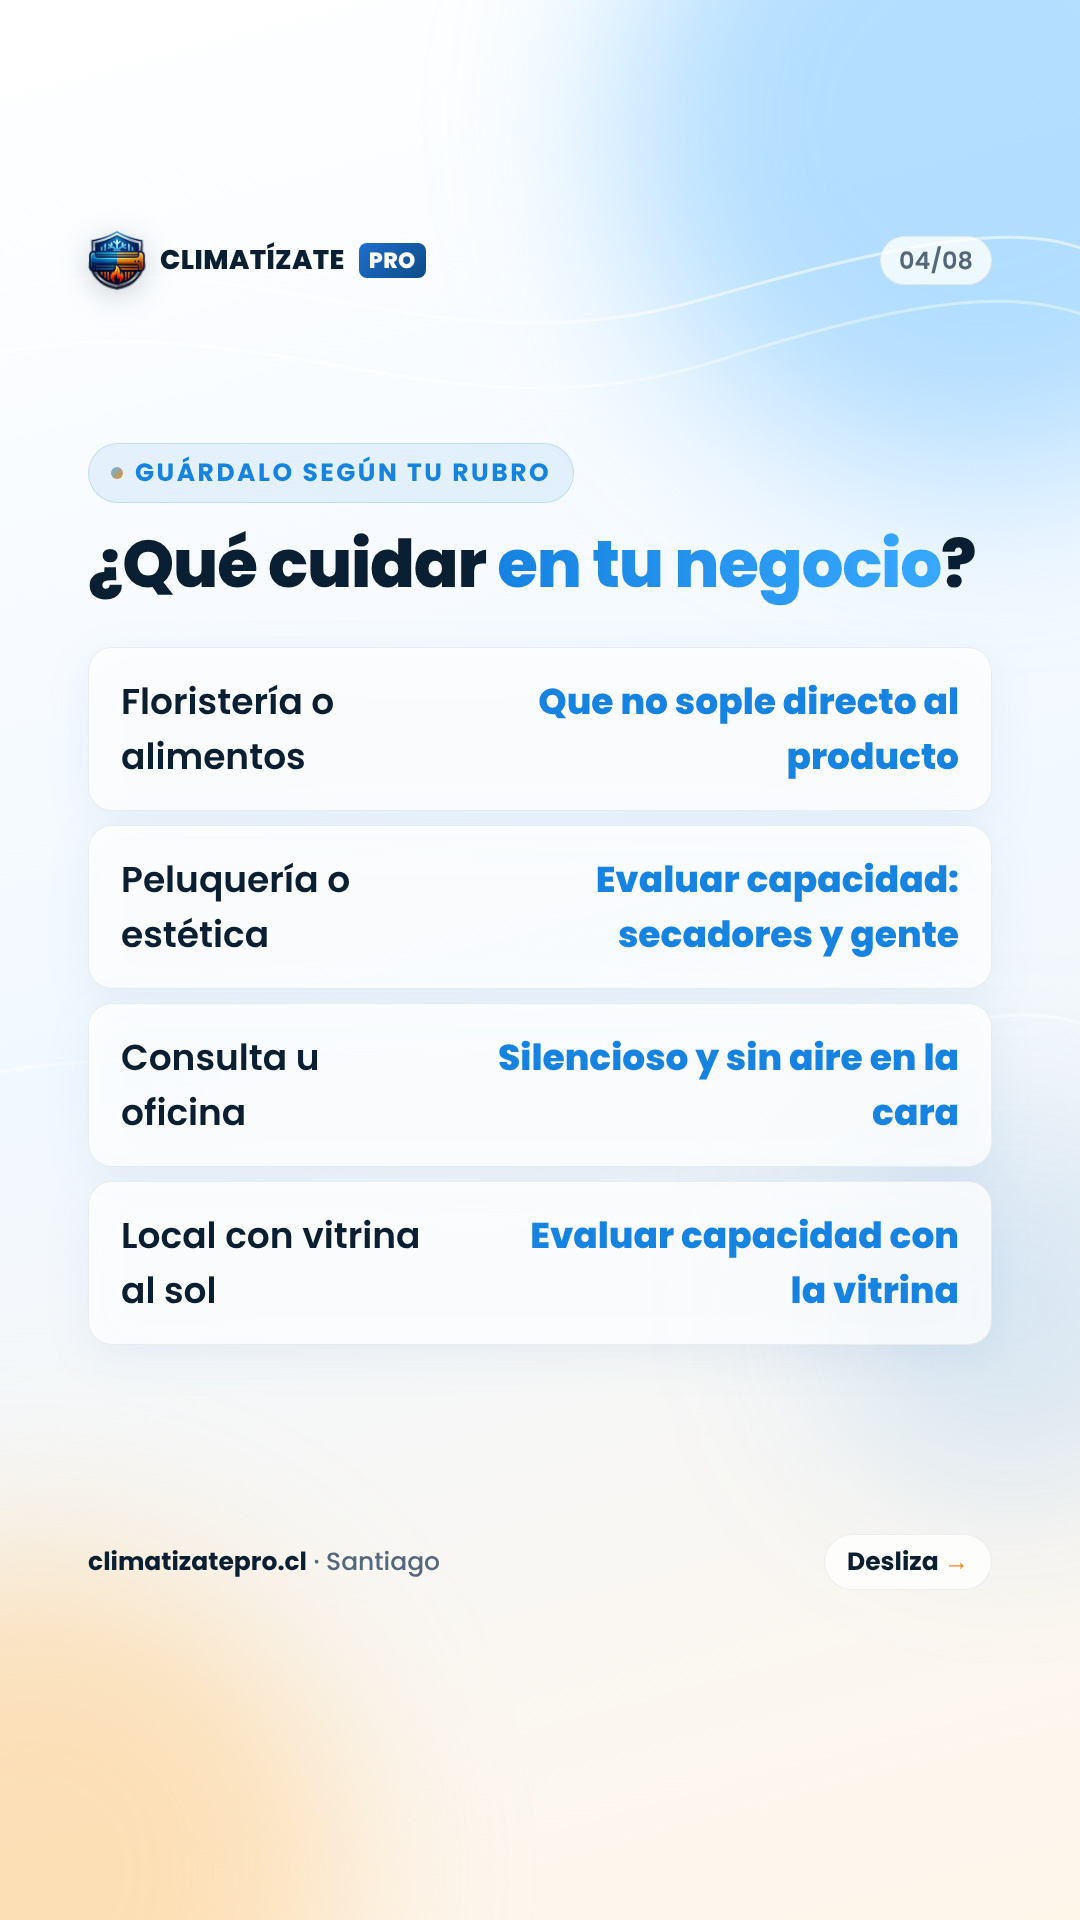 CLIMATÍZATE PRO
04/08
GUÁRDALO SEGÚN TU RUBRO
¿Qué cuidar en tu negocio?
Floristería o
alimentos
Que no sople directo al
producto
Peluquería o
estética
Evaluar capacidad:
secadores y gente
Consulta u
oficina
Silencioso y sin aire en la
cara
Local con vitrina
al sol
Evaluar capacidad con
la vitrina
climatizatepro.cl · Santiago
Desliza →